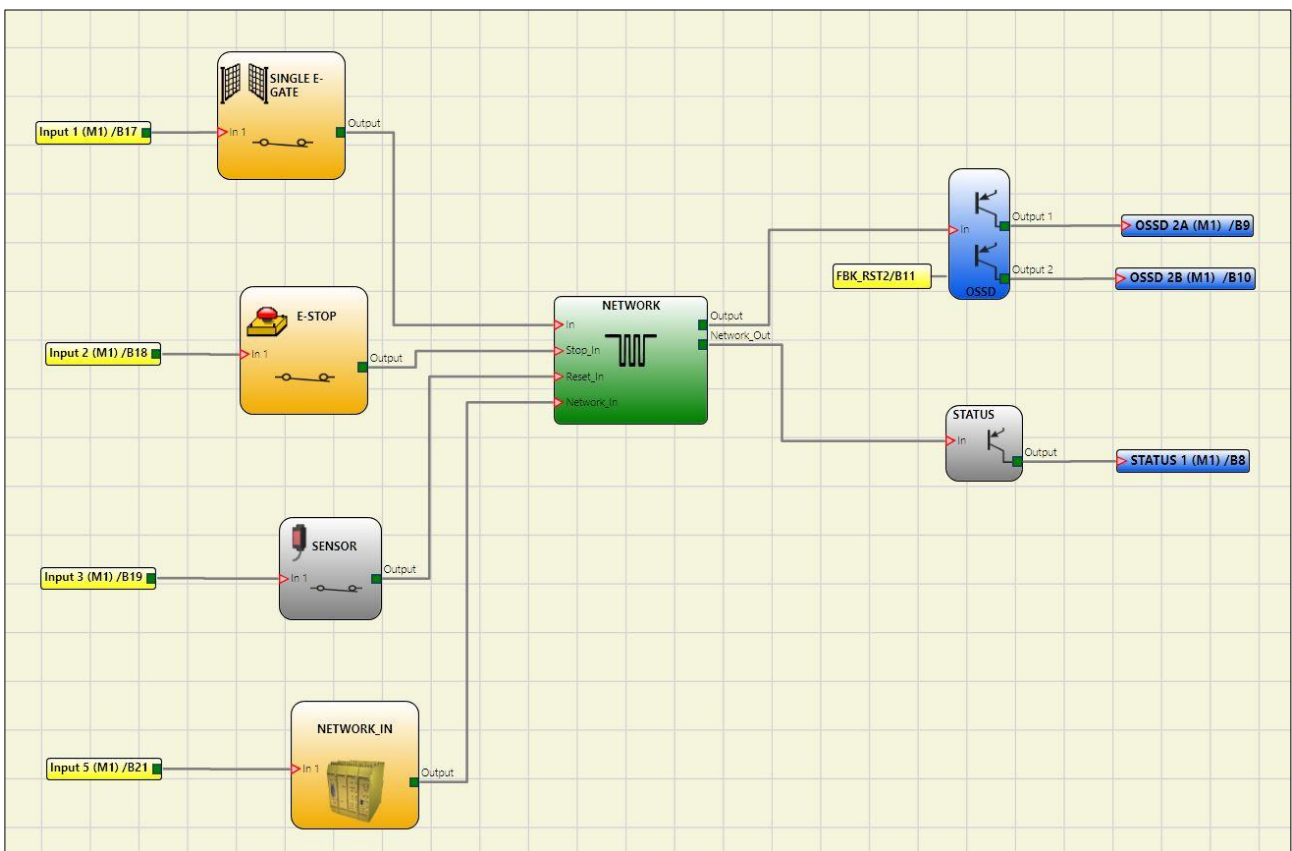 SINGLE E-
GATE
Input 1 (M1) /B17
In 1
Output
E-STOP
Input 2 (M1) /B18
In 1
Output
SENSOR
Input 3 (M1) /B19
In 1
Output
NETWORK_IN
Input 5 (M1) /B21
In 1
Output
NETWORK
In
Stop_In
Reset_In
Network_In
Output
Network_Out
FBK_RST2/B11
In
Output 1
Output 2
OSSD
OSSD 2A (M1) /B9
OSSD 2B (M1) /B10
STATUS
In
Output
STATUS 1 (M1) /B8